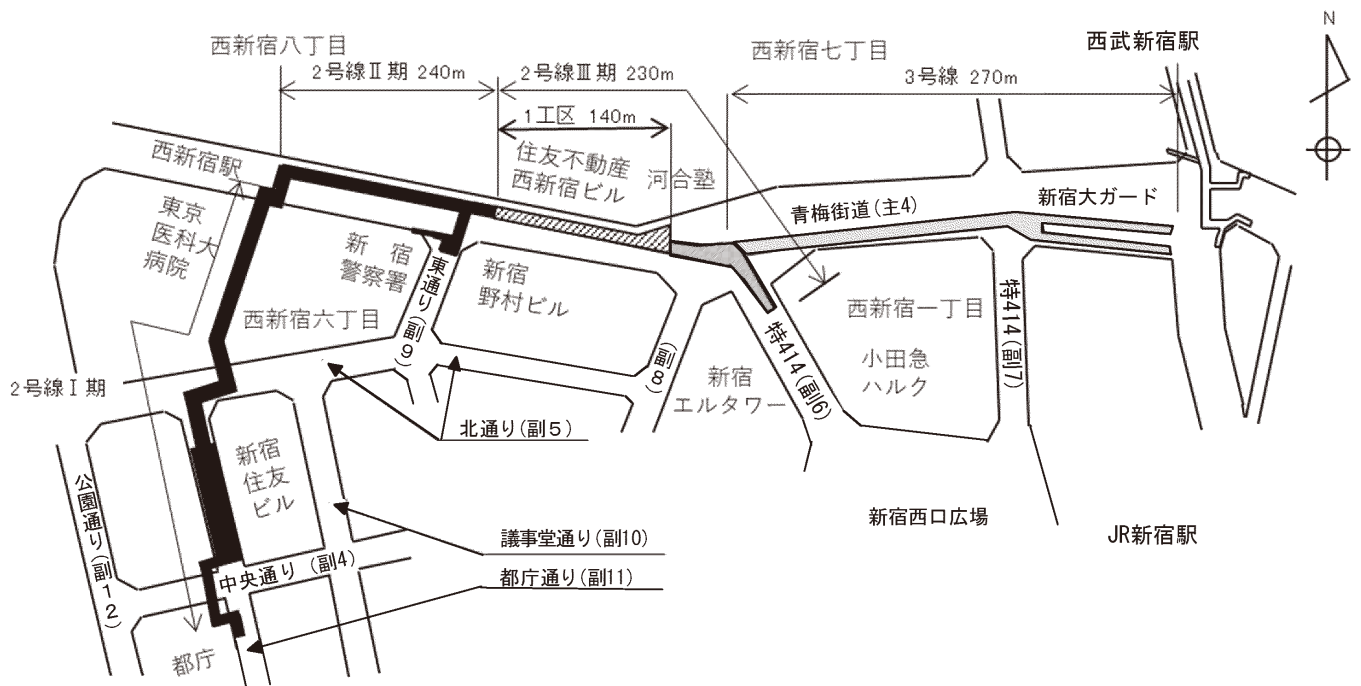 N
西新宿八丁目
西新宿七丁目
西武新宿駅
2号線Ⅱ期 240m
2号線Ⅲ期 230m
3号線 270m
1工区 140m
西新宿駅
住友不動産
西新宿ビル
河合塾
青梅街道(主4)
新宿大ガード
東京
医科大
病院
新 宿
警察署
東通り(副9)
新宿
野村ビル
西新宿六丁目
西新宿一丁目
小田急
ハルク
特414(副7)
特414(副6)
(副8)
新宿
エルタワー
2号線Ⅰ期
北通り(副5)
新宿
住友
ビル
公園通り(副12)
新宿西口広場
JR新宿駅
議事堂通り(副10)
中央通り (副4)
都庁通り(副11)
都庁